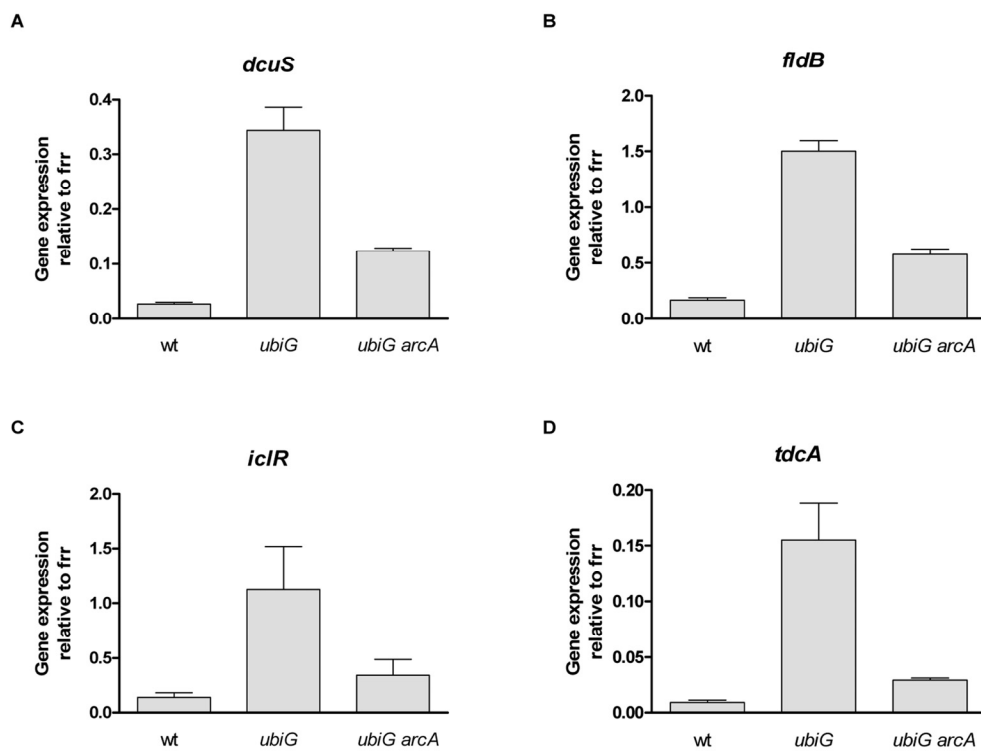 A
dcuS
Gene expression
relative to frr
0.4
0.3
0.2
0.1
0.0
wt
ubiG
ubiG arcA
B
fldB
Gene expression
relative to frr
2.0
1.5
1.0
0.5
0.0
wt
ubiG
ubiG arcA
C
iclR
Gene expression
relative to frr
2.0
1.5
1.0
0.5
0.0
wt
ubiG
ubiG arcA
D
tdcA
Gene expression
relative to frr
0.20
0.15
0.10
0.05
0.00
wt
ubiG
ubiG arcA